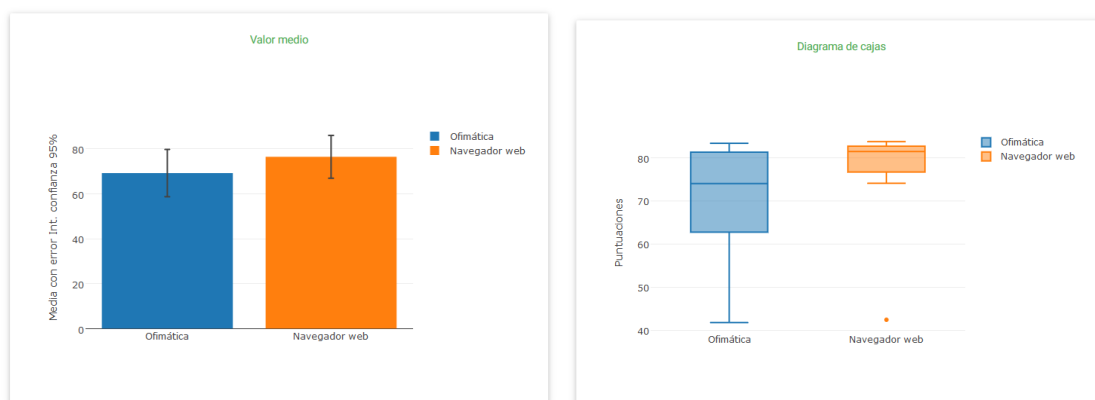 Valor medio
Media con error Int. confianza 95%
80
60
40
20
0
Ofimática
Navegador web
Ofimática
Navegador web
Diagrama de cajas
Puntuaciones
80
70
60
50
40
Ofimática
Navegador web
Ofimática
Navegador web